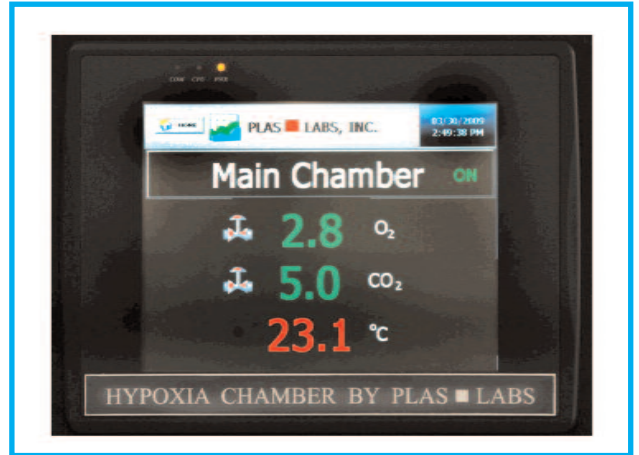 COM CPU PWR
HOME PLAS LABS, INC. 03/30/2009
2:49:38 PM
Main Chamber ON
2.8 O₂
5.0 CO₂
23.1 °C
HYPOXIA CHAMBER BY PLAS LABS